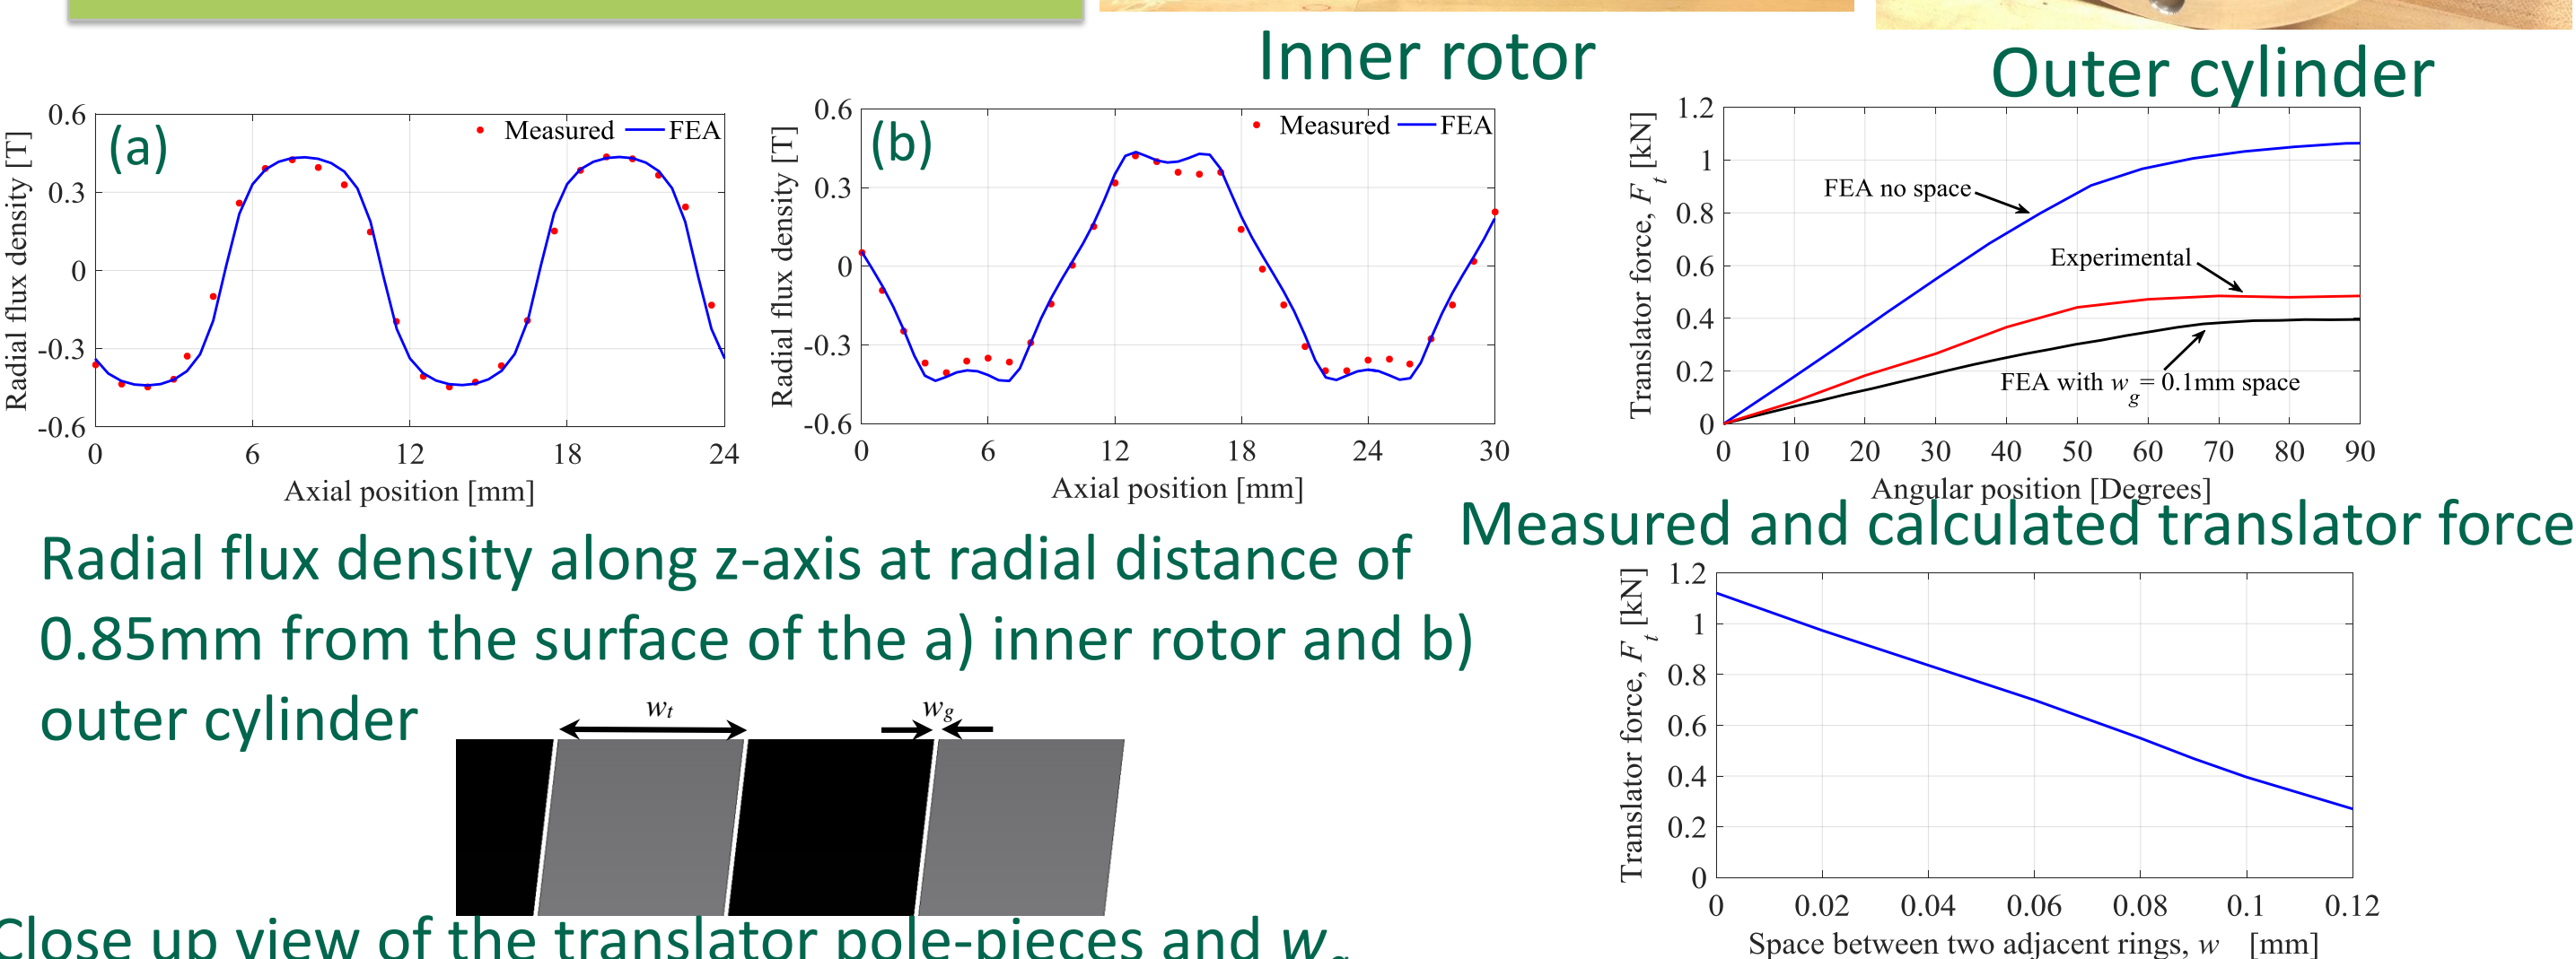 Inner rotor
Outer cylinder
(a)
Measured
FEA
Radial flux density [T]
0.6
0.3
0
-0.3
-0.6
0
6
12
18
24
Axial position [mm]
(b)
Measured
FEA
Radial flux density [T]
0.6
0.3
0
-0.3
-0.6
0
6
12
18
24
30
Axial position [mm]
Translator force, Ft [kN]
1.2
1
0.8
0.6
0.4
0.2
0
FEA no space
Experimental
FEA with wg = 0.1mm space
0
10
20
30
40
50
60
70
80
90
Angular position [Degrees]
Measured and calculated translator force
Radial flux density along z-axis at radial distance of
0.85mm from the surface of the a) inner rotor and b)
outer cylinder
wt
wg
Close up view of the translator pole-pieces and wg
Translator force, Ft [kN]
1.2
1
0.8
0.6
0.4
0.2
0
0
0.02
0.04
0.06
0.08
0.1
0.12
Space between two adjacent rings, w [mm]